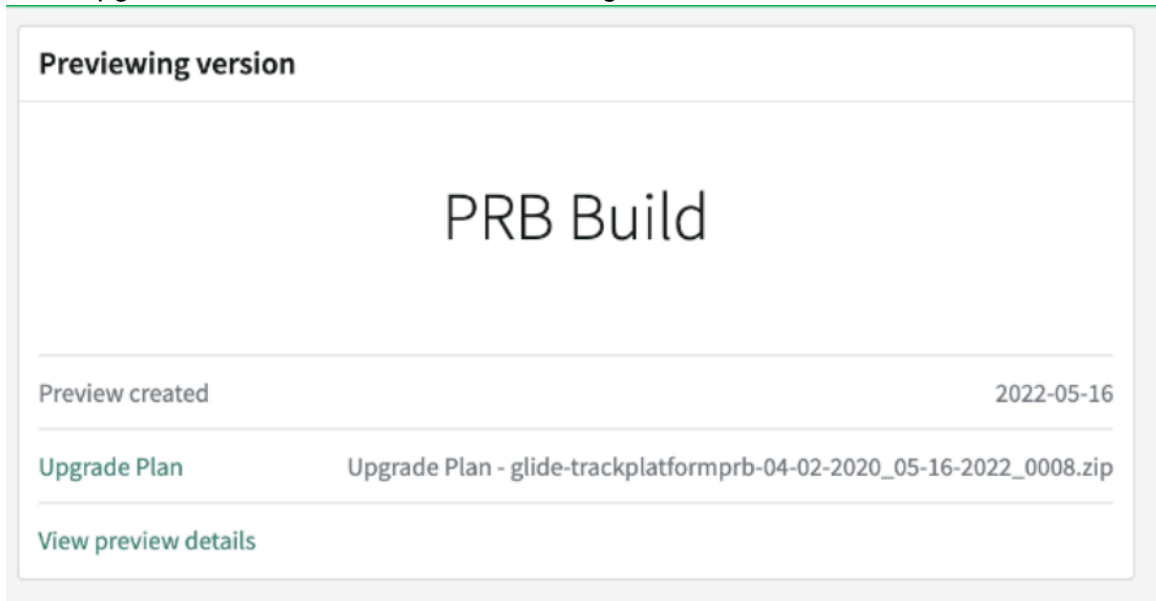 Previewing version
PRB Build
Preview created 2022-05-16
Upgrade Plan Upgrade Plan - glide-trackplatformprb-04-02-2020_05-16-2022_0008.zip
View preview details